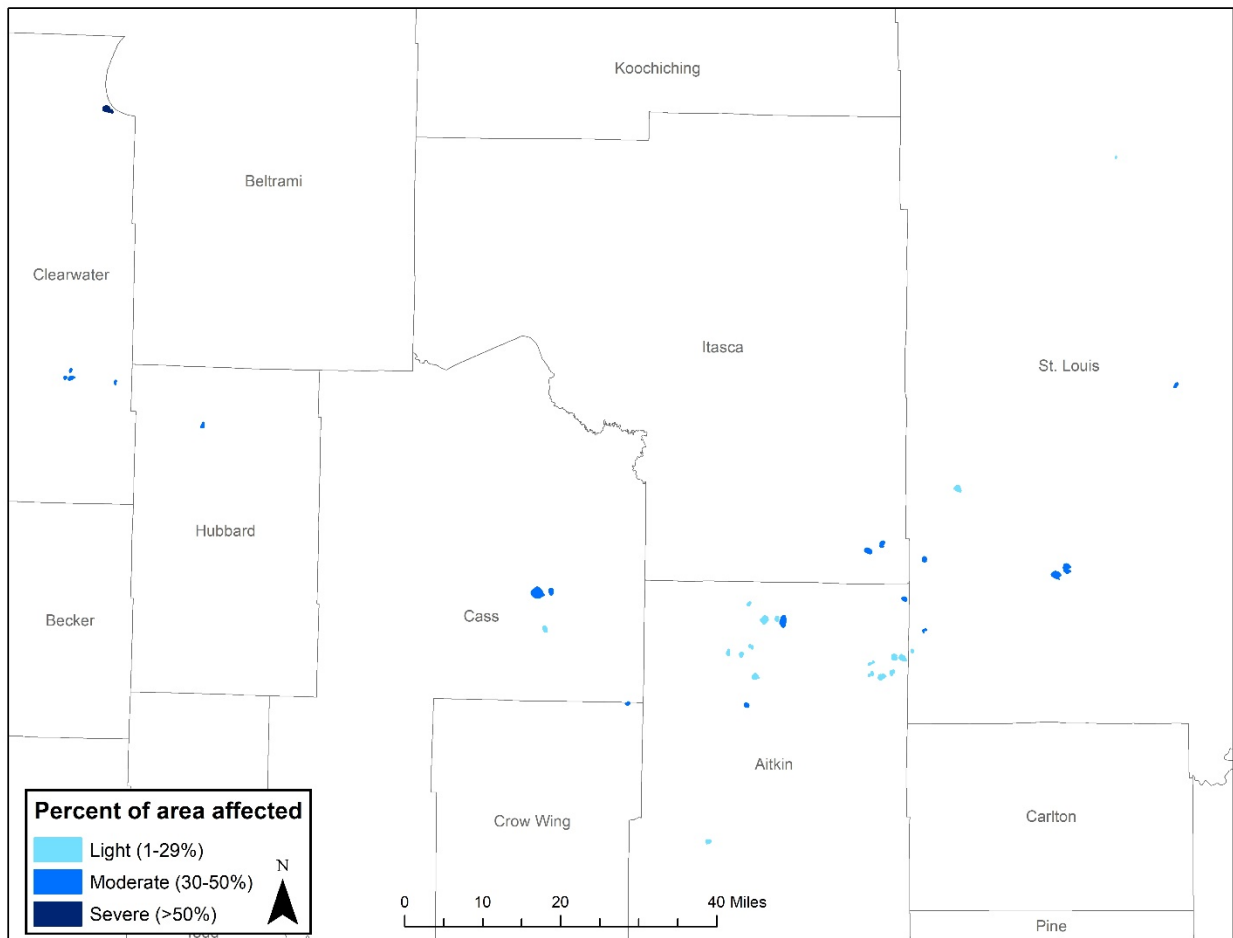 Koochiching
Beltrami
Clearwater
Itasca
St. Louis
Hubbard
Becker
Cass
Aitkin
Crow Wing
Carlton
Pine
Percent of area affected
Light (1-29%)
Moderate (30-50%)
Severe (>50%)
N
0 10 20 40 Miles